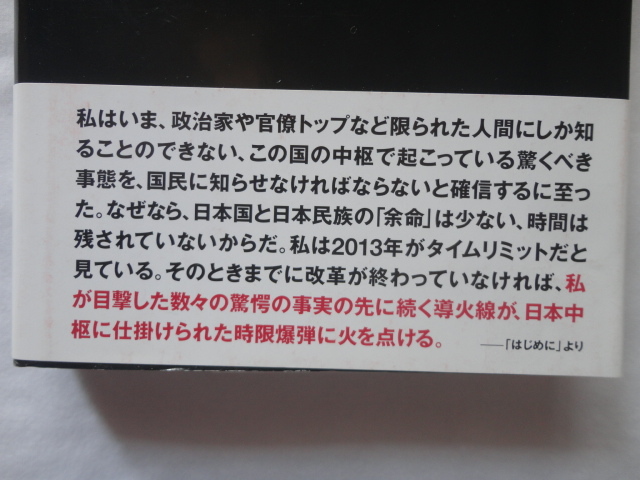 私はいま、政治家や官僚トップなど限られた人間にしか知
ることのできない、この国の中枢で起こっている驚くべき
事態を、国民に知らせなければならないと確信するに至っ
た。なぜなら、日本国と日本民族の「余命」は少ない、時間は
残されていないからだ。私は2013年がタイムリミットだと
見ている。そのときまでに改革が終わっていなければ、私
が目撃した数々の驚愕の事実の先に続く導火線が、日本中
枢に仕掛けられた時限爆弾に火を点ける。
──「はじめに」より